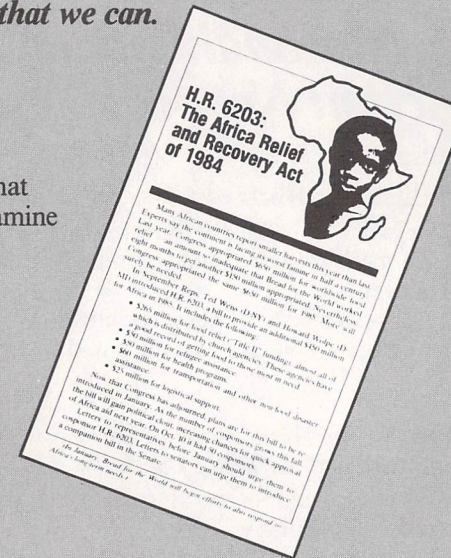 that we can.
hat
amine
H.R. 6203:
The Africa Relief
and Recovery Act
of 1984
Many African countries report smaller harvests this year than last.
Experts say the continent is facing its worst famine in half a century.
Last year, Congress appropriated $650 million for worldwide food
relief — an amount so inadequate that Bread for the World worked
eight months to get another $150 million appropriated. Nevertheless,
Congress appropriated the same $650 million for 1985. More will
surely be needed.
In September Reps. Ted Weiss (D-NY) and Howard Wolpe (D-
MI) introduced H.R. 6203, a bill to provide an additional $450 million
for Africa in 1985. It includes the following:
• $265 million for food relief ("Title II" funding), almost all of
which is distributed by church agencies. These agencies have
a good record of getting food to those most in need.
• $50 million for refugee assistance.
• $50 million for health programs.
• $60 million for transportation and other non-food disaster
assistance.
• $25 million for logistical support.
Now that Congress has adjourned, plans are for this bill to be re-
introduced in January. As the number of cosponsors grows this fall,
the bill will gain political clout, increasing chances for quick approval
of Africa aid next year. On Oct. 10 it had 50 cosponsors.
Letters to representatives before January should urge them to
cosponsor H.R. 6203. Letters to senators can urge them to introduce
a companion bill in the Senate.
(In January, Bread for the World will begin efforts to also respond to
Africa's long-term needs.)